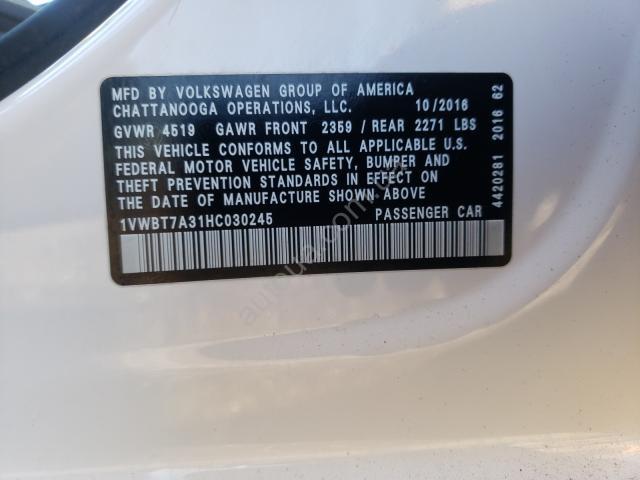 MFD BY VOLKSWAGEN GROUP OF AMERICA
CHATTANOOGA OPERATIONS, LLC. 10/2016
GVWR 4519 GAWR FRONT 2359 / REAR 2271 LBS
THIS VEHICLE CONFORMS TO ALL APPLICABLE U.S.
FEDERAL MOTOR VEHICLE SAFETY, BUMPER AND
THEFT PREVENTION STANDARDS IN EFFECT ON
THE DATE OF MANUFACTURE SHOWN ABOVE
1VWBT7A31HC030245 PASSENGER CAR
4420281 2016 62